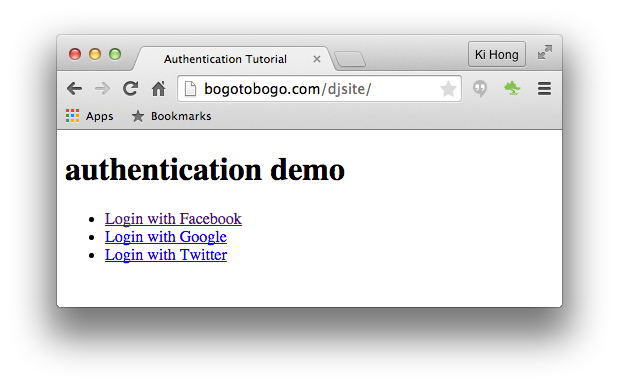 Authentication Tutorial
Ki Hong
bogotobogo.com/djsite/
Apps
Bookmarks
authentication demo
Login with Facebook
Login with Google
Login with Twitter